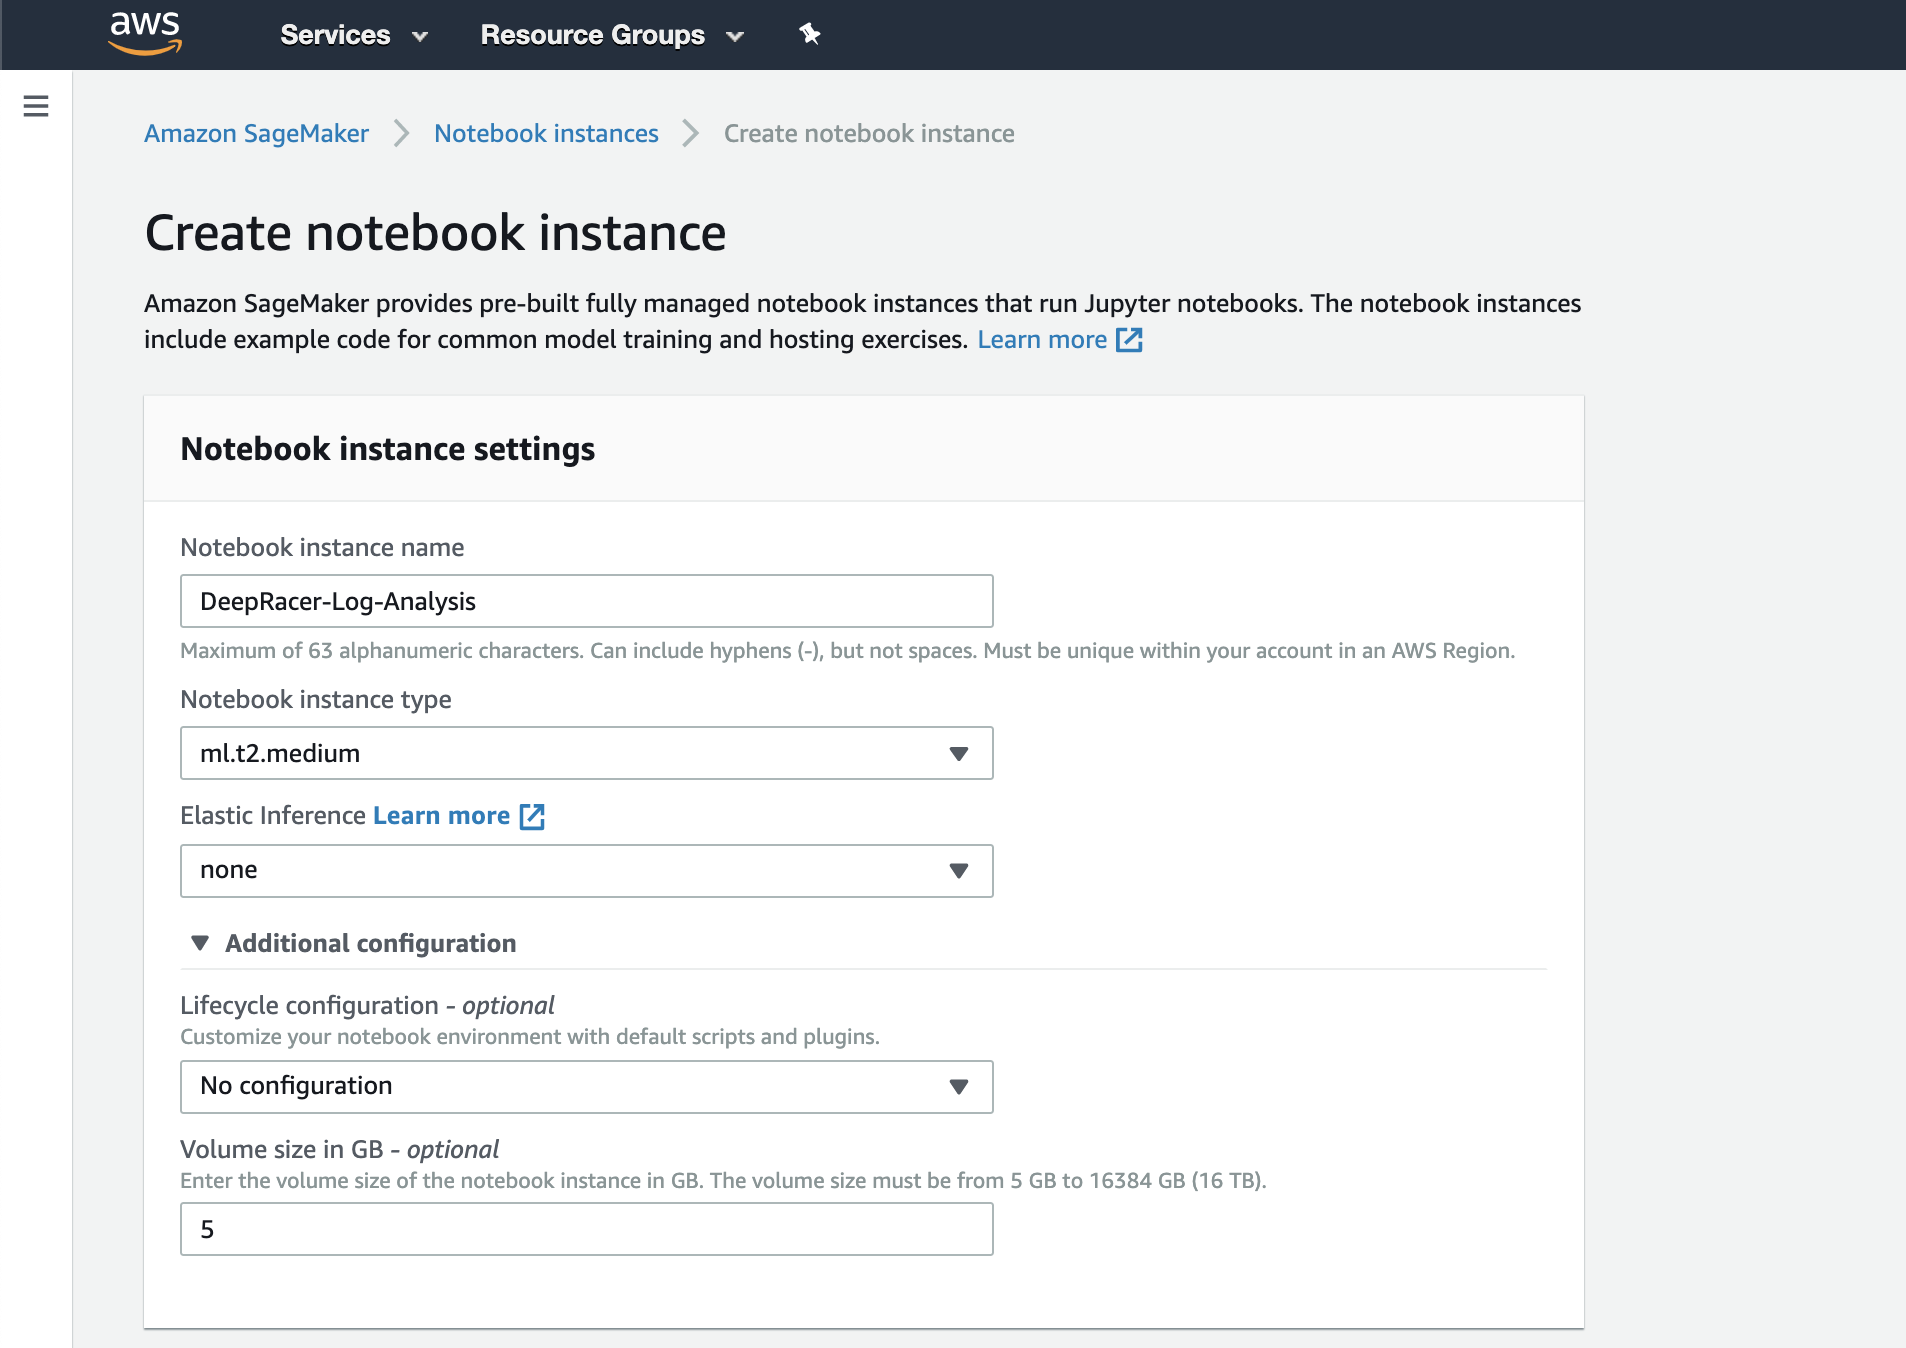 aws
Services
Resource Groups
Amazon SageMaker
Notebook instances
Create notebook instance
Create notebook instance
Amazon SageMaker provides pre-built fully managed notebook instances that run Jupyter notebooks. The notebook instances
include example code for common model training and hosting exercises. Learn more
Notebook instance settings
Notebook instance name
DeepRacer-Log-Analysis
Maximum of 63 alphanumeric characters. Can include hyphens (-), but not spaces. Must be unique within your account in an AWS Region.
Notebook instance type
ml.t2.medium
Elastic Inference Learn more
none
Additional configuration
Lifecycle configuration - optional
Customize your notebook environment with default scripts and plugins.
No configuration
Volume size in GB - optional
Enter the volume size of the notebook instance in GB. The volume size must be from 5 GB to 16384 GB (16 TB).
5